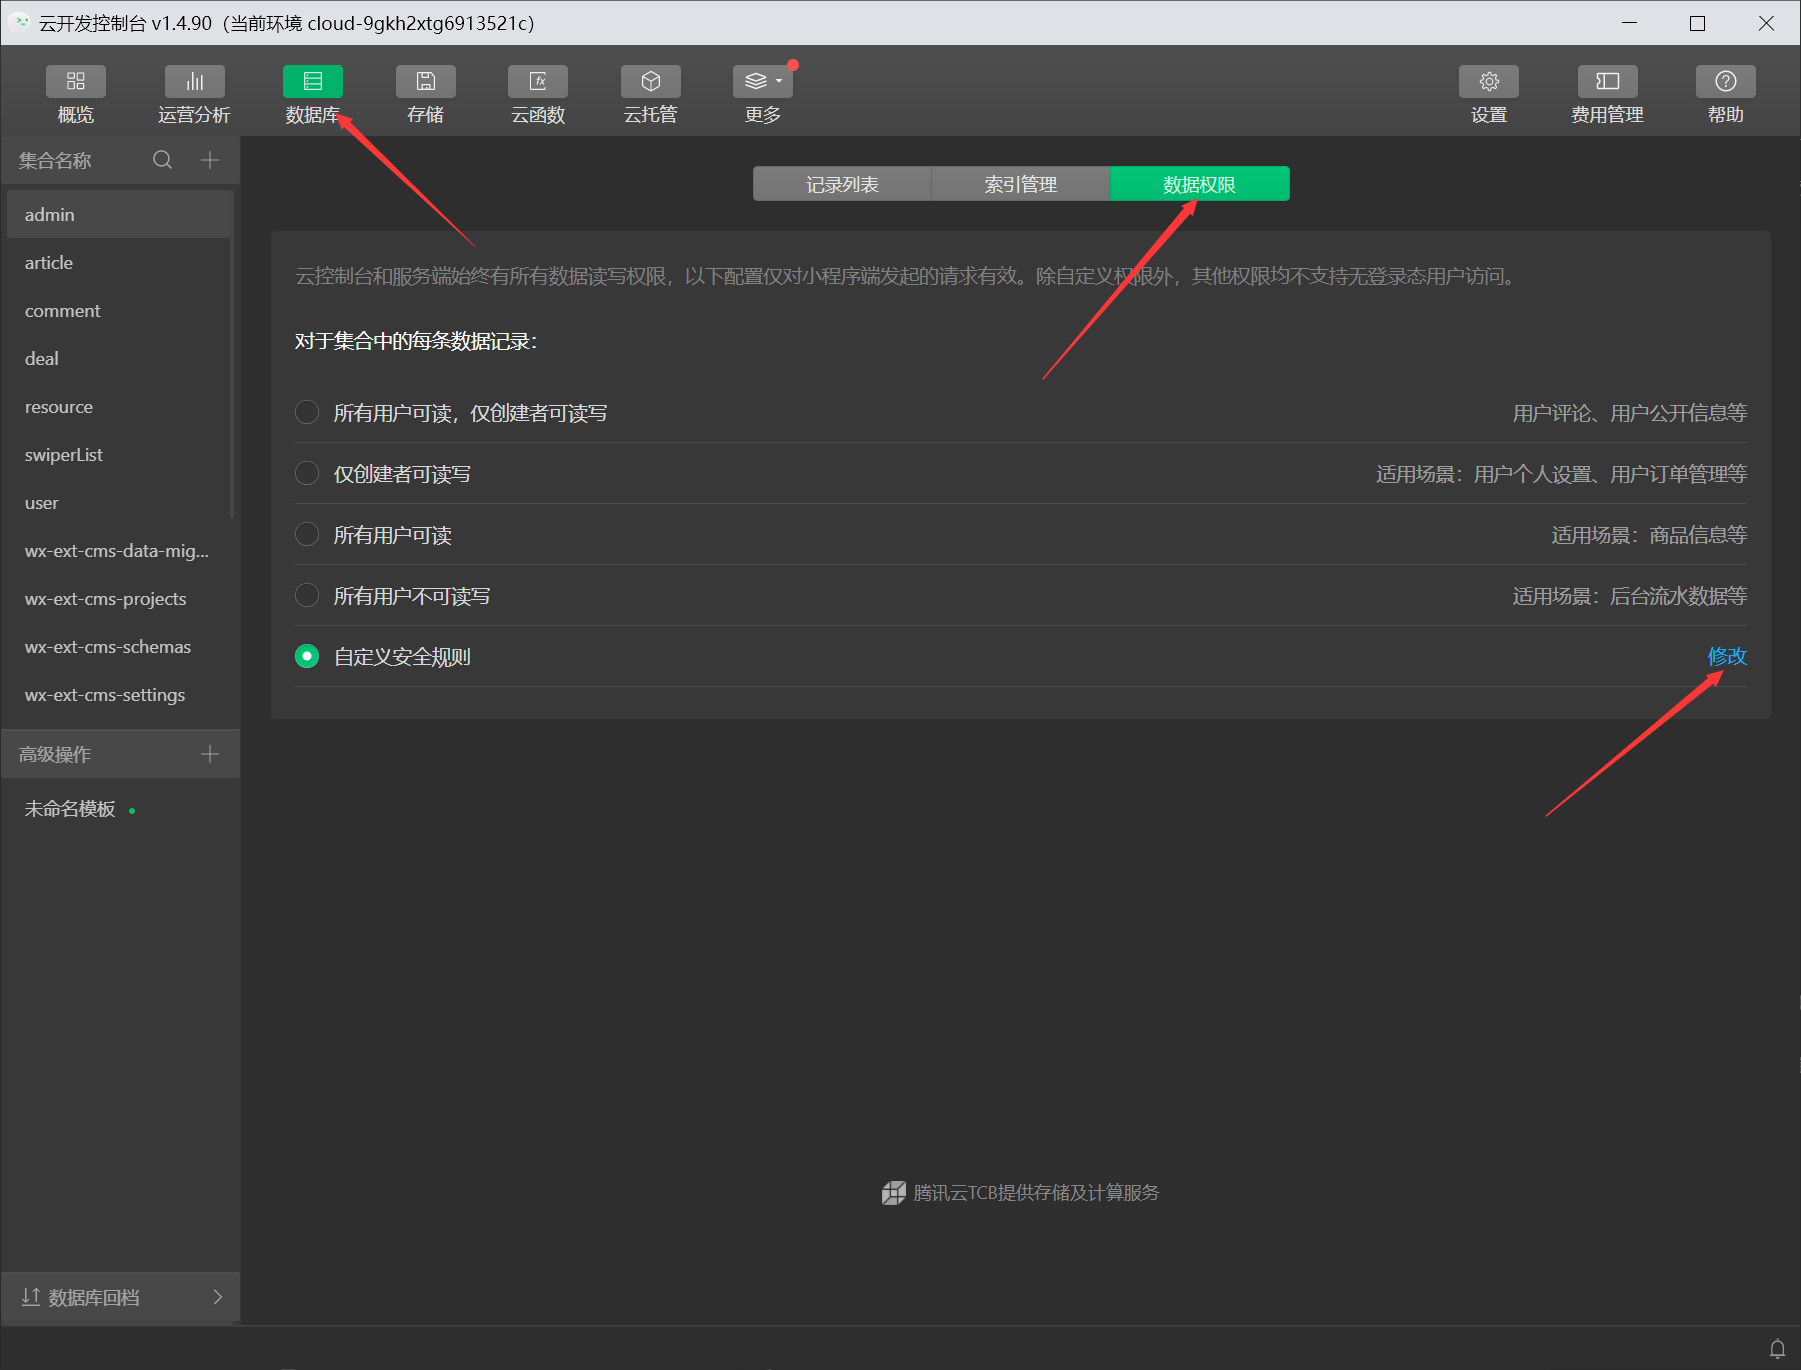 云开发控制台 v1.4.90（当前环境 cloud-9gkh2xtg6913521c）
概览
运营分析
数据库
存储
fx
云函数
云托管
更多
设置
费用管理
?
帮助
集合名称
记录列表
索引管理
数据权限
admin
article
comment
deal
resource
swiperList
user
wx-ext-cms-data-mig...
wx-ext-cms-projects
wx-ext-cms-schemas
wx-ext-cms-settings
云控制台和服务端始终有所有数据读写权限，以下配置仅对小程序端发起的请求有效。除自定义权限外，其他权限均不支持无登录态用户访问。
对于集合中的每条数据记录：
所有用户可读，仅创建者可读写
用户评论、用户公开信息等
仅创建者可读写
适用场景：用户个人设置、用户订单管理等
所有用户可读
适用场景：商品信息等
所有用户不可读写
适用场景：后台流水数据等
自定义安全规则
修改
高级操作
未命名模板
腾讯云TCB提供存储及计算服务
数据库回档